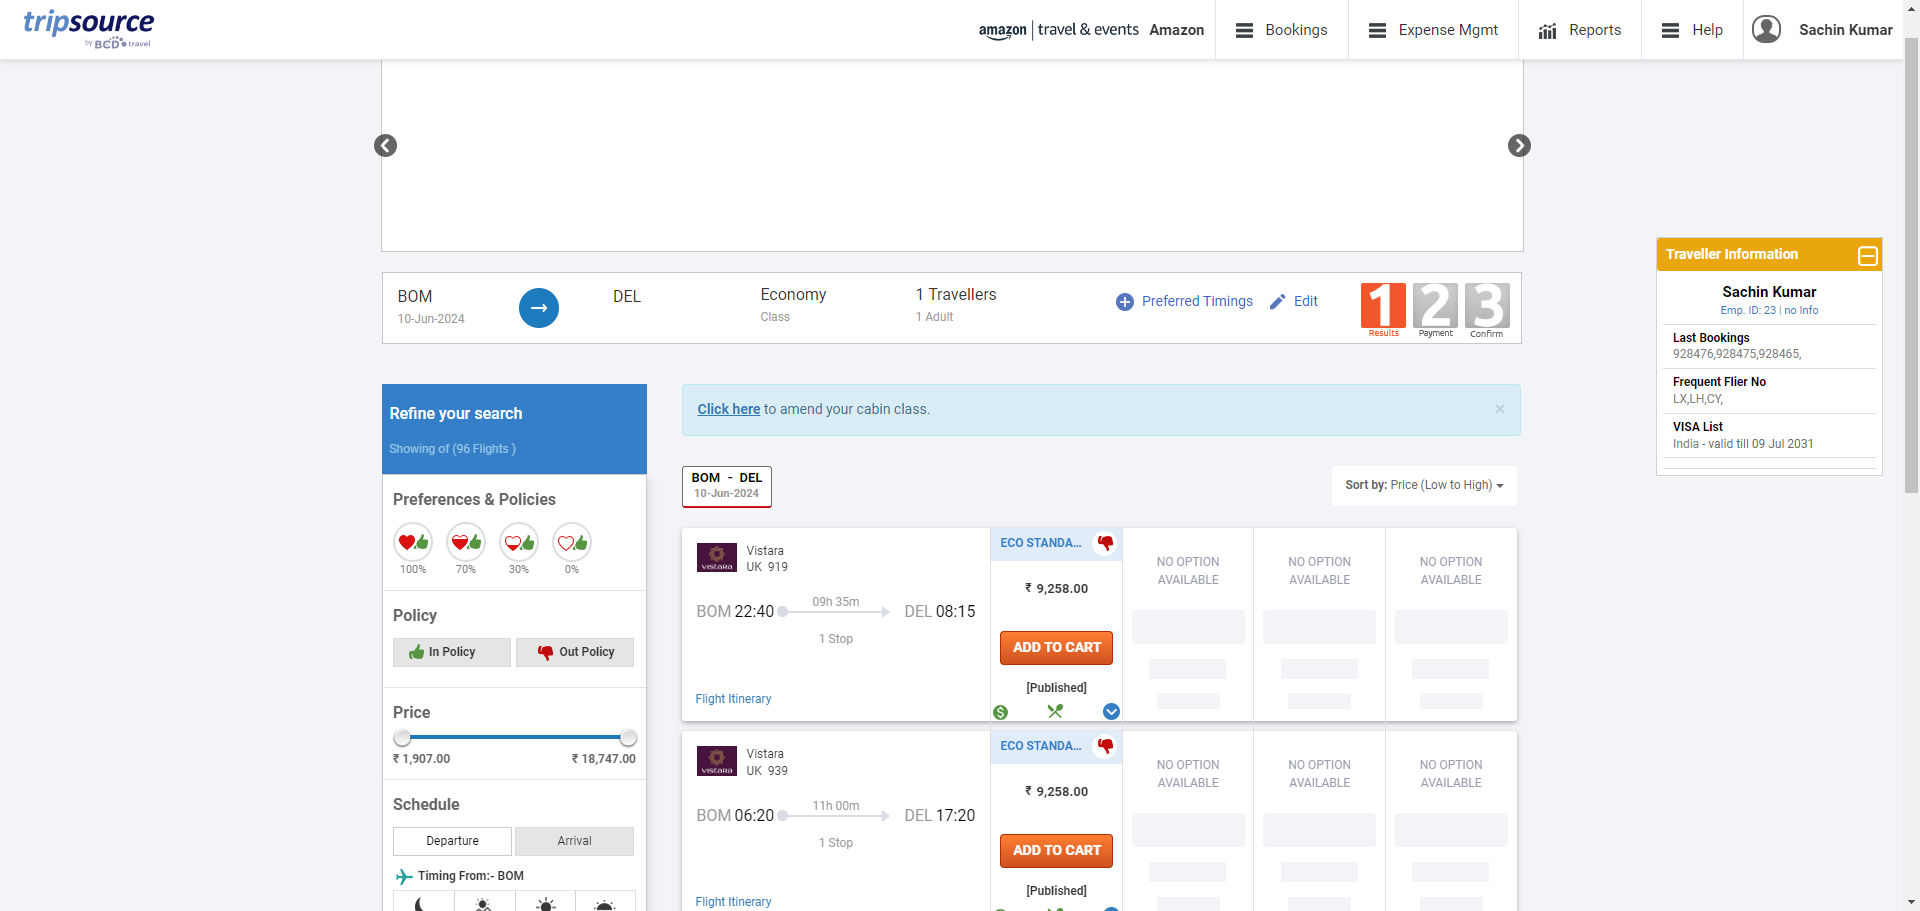 tripsource
by BCD travel
amazon | travel & events Amazon
Bookings
Expense Mgmt
Reports
Help
Sachin Kumar
BOM
10-Jun-2024
DEL
Economy
Class
1 Travellers
1 Adult
Preferred Timings
Edit
1
Results
2
Payment
3
Confirm
Traveller Information
Sachin Kumar
Emp. ID: 23 | no Info
Last Bookings
928476,928475,928465,
Frequent Flier No
LX,LH,CY,
VISA List
India - valid till 09 Jul 2031
Refine your search
Showing of (96 Flights )
Preferences & Policies
100% 70% 30% 0%
Policy
In Policy
Out Policy
Price
₹ 1,907.00 ₹ 18,747.00
Schedule
Departure
Arrival
Timing From:- BOM
Click here to amend your cabin class.
×
BOM - DEL
10-Jun-2024
Sort by: Price (Low to High)
VISTARA
Vistara
UK 919
BOM 22:40
09h 35m
1 Stop
DEL 08:15
Flight Itinerary
ECO STANDA...
₹ 9,258.00
ADD TO CART
[Published]
NO OPTION
AVAILABLE
NO OPTION
AVAILABLE
NO OPTION
AVAILABLE
VISTARA
Vistara
UK 939
BOM 06:20
11h 00m
1 Stop
DEL 17:20
Flight Itinerary
ECO STANDA...
₹ 9,258.00
ADD TO CART
[Published]
NO OPTION
AVAILABLE
NO OPTION
AVAILABLE
NO OPTION
AVAILABLE